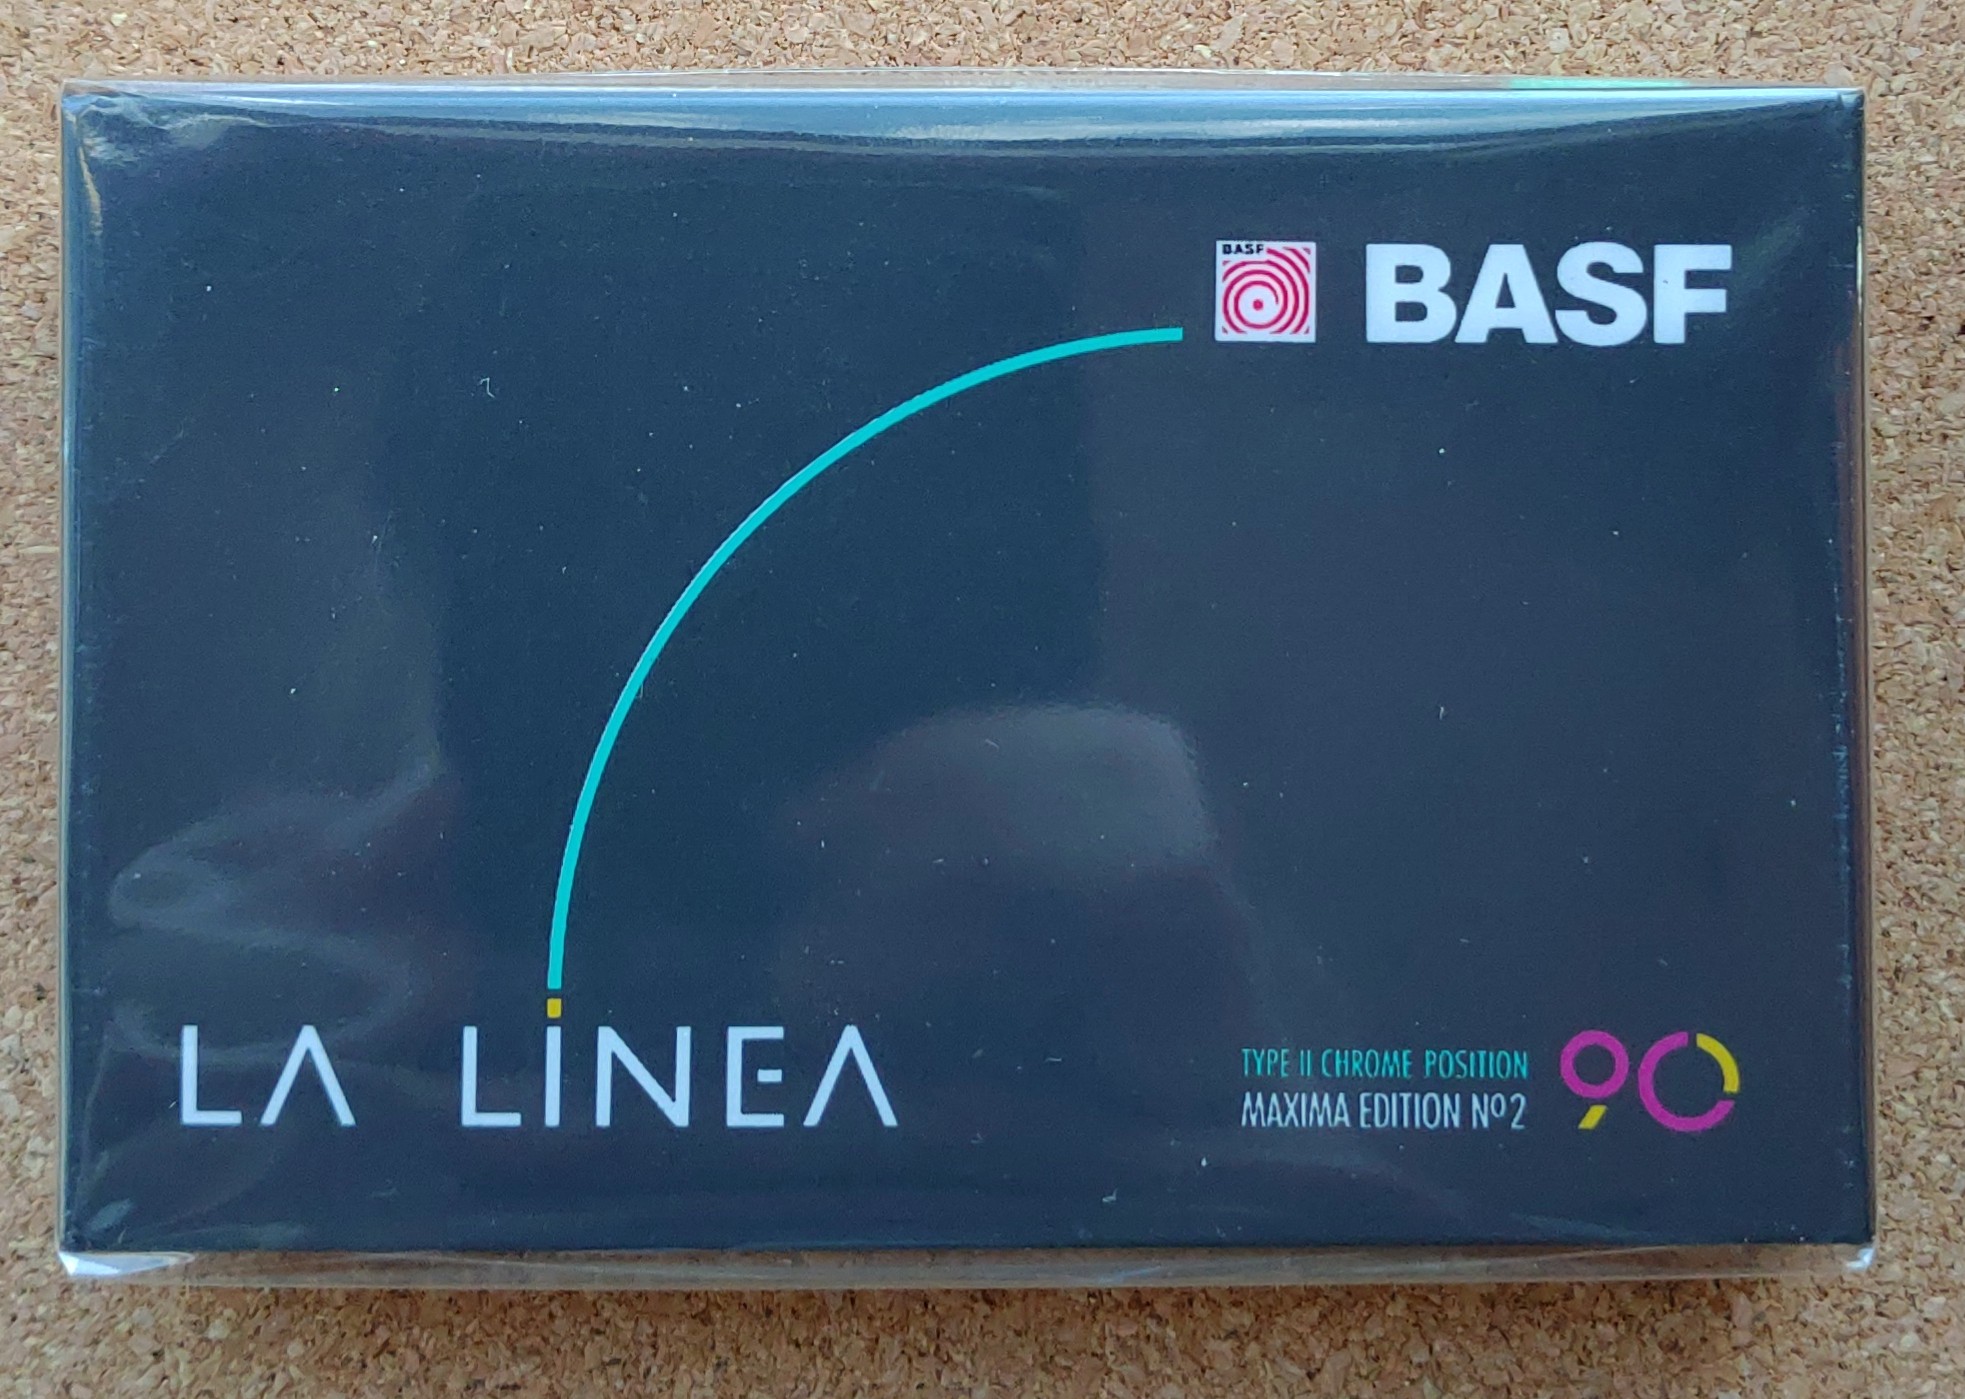 BASF
BASF
LA LINEA
TYPE II CHROME POSITION
MAXIMA EDITION Nº2
90